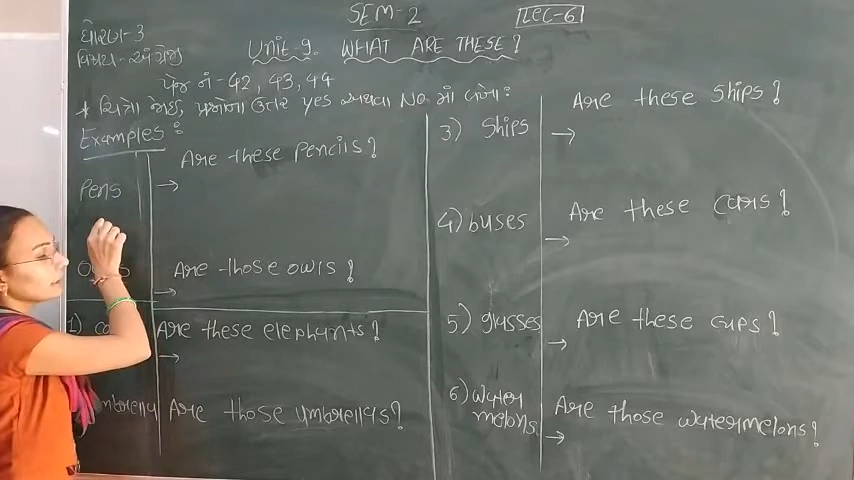 SEM-2
LEC-6
ધોરણ-3
વિષય-અંગ્રેજી
Unit-9. WHAT ARE THESE?
પેજ નં-42, 43, 44
* ચિત્રો જોઇ, પ્રશ્નોના ઉત્તર Yes અથવા No માં લખો:
Examples:
Pens
→ Are these Pencils?
→ Are those owls?
1)
Are these elephants?
→
Are those umbrellas?
3) Ships
→ Are these Ships?
4) buses
→ Are these cars?
5) glasses
→ Are these cups?
6) water
melons
→ Are those watermelons?